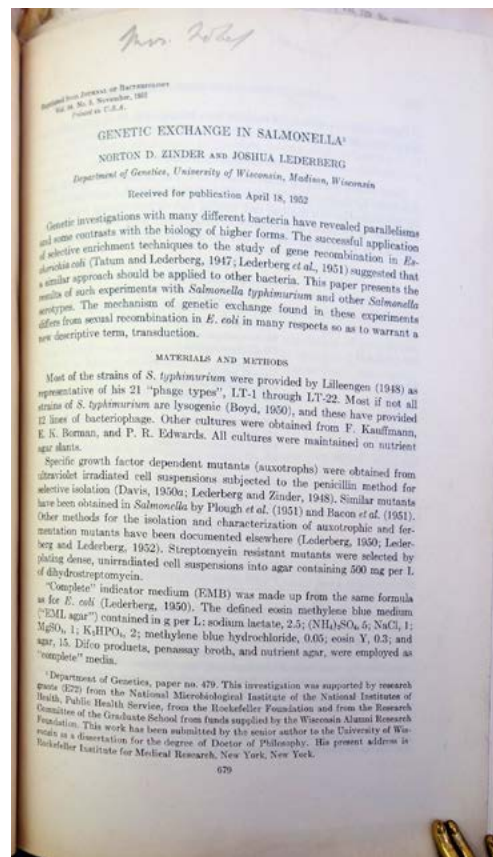 Mrs.
Reprinted from JOURNAL OF BACTERIOLOGY
Vol. 64, No. 5, November, 1952
Printed in U.S.A.
GENETIC EXCHANGE IN SALMONELLA¹
NORTON D. ZINDER AND JOSHUA LEDERBERG
Department of Genetics, University of Wisconsin, Madison, Wisconsin
Received for publication April 18, 1952
Genetic investigations with many different bacteria have revealed parallelisms
and some contrasts with the biology of higher forms. The successful application
of selective enrichment techniques to the study of gene recombination in Es-
cherichia coli (Tatum and Lederberg, 1947; Lederberg et al., 1951) suggested that
a similar approach should be applied to other bacteria. This paper presents the
results of such experiments with Salmonella typhimurium and other Salmonella
serotypes. The mechanism of genetic exchange found in these experiments
differs from sexual recombination in E. coli in many respects so as to warrant a
new descriptive term, transduction.
MATERIALS AND METHODS
Most of the strains of S. typhimurium were provided by Lilleengen (1948) as
representative of his 21 "phage types", LT-1 through LT-22. Most if not all
strains of S. typhimurium are lysogenic (Boyd, 1950), and these have provided
12 lines of bacteriophage. Other cultures were obtained from F. Kauffmann,
E. K. Borman, and P. R. Edwards. All cultures were maintained on nutrient
agar slants.
Specific growth factor dependent mutants (auxotrophs) were obtained from
ultraviolet irradiated cell suspensions subjected to the penicillin method for
selective isolation (Davis, 1950a; Lederberg and Zinder, 1948). Similar mutants
have been obtained in Salmonella by Plough et al. (1951) and Bacon et al. (1951).
Other methods for the isolation and characterization of auxotrophic and fer-
mentation mutants have been documented elsewhere (Lederberg, 1950; Leder-
berg and Lederberg, 1952). Streptomycin resistant mutants were selected by
plating dense, unirradiated cell suspensions into agar containing 500 mg per L
of dihydrostreptomycin.
"Complete" indicator medium (EMB) was made up from the same formula
as for E. coli (Lederberg, 1950). The defined eosin methylene blue medium
("EML agar") contained in g per L: sodium lactate, 2.5; (NH₄)₂SO₄, 5; NaCl, 1;
MgSO₄, 1; K₂HPO₄, 2; methylene blue hydrochloride, 0.05; eosin Y, 0.3; and
agar, 15. Difco products, penassay broth, and nutrient agar, were employed as
"complete" media.
¹ Department of Genetics, paper no. 479. This investigation was supported by research
grants (E72) from the National Microbiological Institute of the National Institutes of
Health, Public Health Service, from the Rockefeller Foundation and from the Research
Committee of the Graduate School from funds supplied by the Wisconsin Alumni Research
Foundation. This work has been submitted by the senior author to the University of Wis-
consin as a dissertation for the degree of Doctor of Philosophy. His present address is
Rockefeller Institute for Medical Research, New York, New York.
679